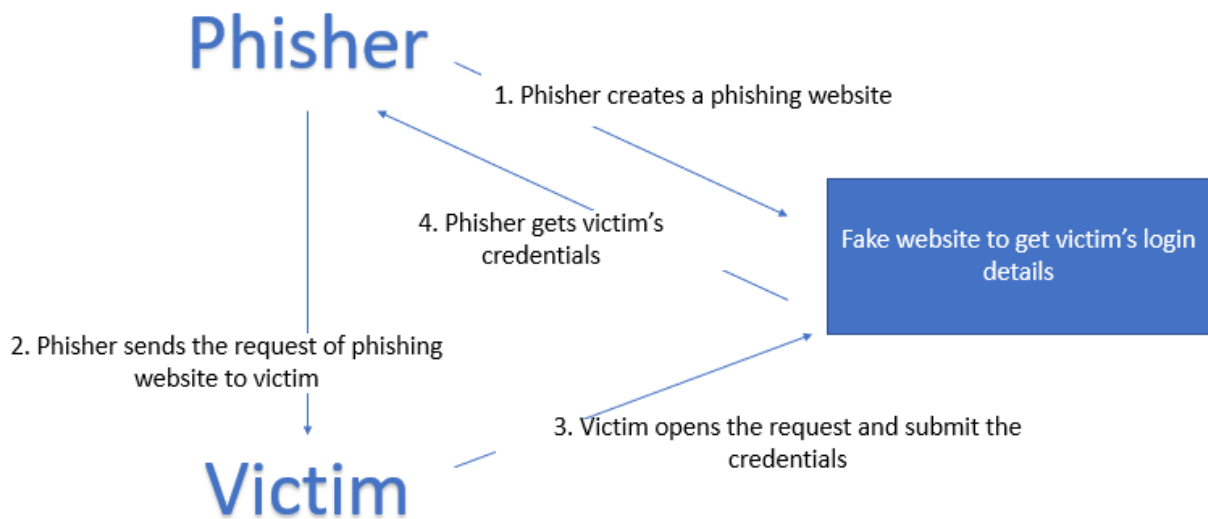 Phisher
1. Phisher creates a phishing website
4. Phisher gets victim’s
credentials
Fake website to get victim’s login
details
2. Phisher sends the request of phishing
website to victim
3. Victim opens the request and submit the
credentials
Victim